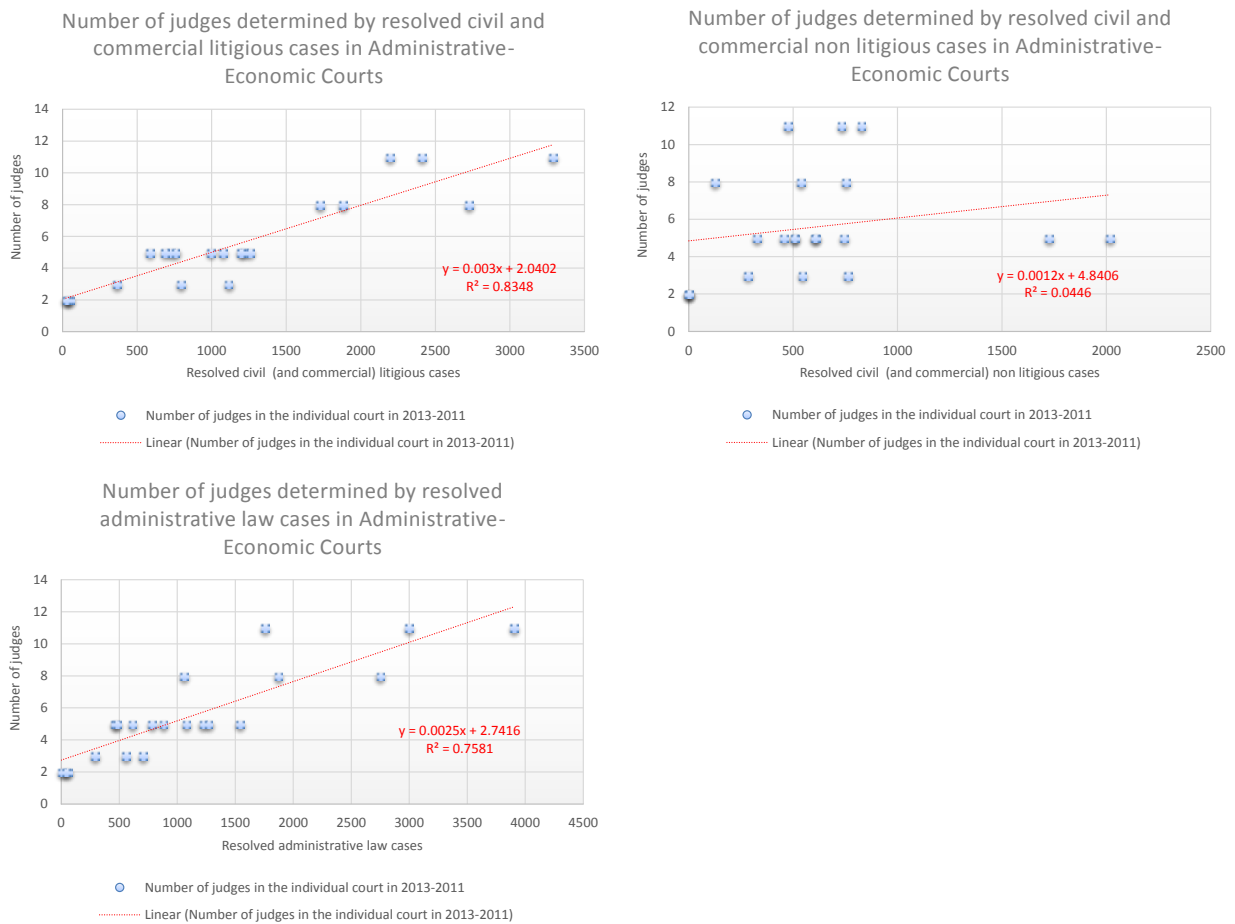 Number of judges determined by resolved civil and
commercial litigious cases in Administrative-
Economic Courts
Number of judges
14
12
10
8
6
4
2
0
y = 0.003x + 2.0402
R² = 0.8348
0 500 1000 1500 2000 2500 3000 3500
Resolved civil (and commercial) litigious cases
Number of judges in the individual court in 2013-2011
Linear (Number of judges in the individual court in 2013-2011)
Number of judges determined by resolved civil and
commercial non litigious cases in Administrative-
Economic Courts
Number of judges
12
10
8
6
4
2
0
y = 0.0012x + 4.8406
R² = 0.0446
0 500 1000 1500 2000 2500
Resolved civil (and commercial) non litigious cases
Number of judges in the individual court in 2013-2011
Linear (Number of judges in the individual court in 2013-2011)
Number of judges determined by resolved
administrative law cases in Administrative-
Economic Courts
Number of judges
14
12
10
8
6
4
2
0
y = 0.0025x + 2.7416
R² = 0.7581
0 500 1000 1500 2000 2500 3000 3500 4000 4500
Resolved administrative law cases
Number of judges in the individual court in 2013-2011
Linear (Number of judges in the individual court in 2013-2011)